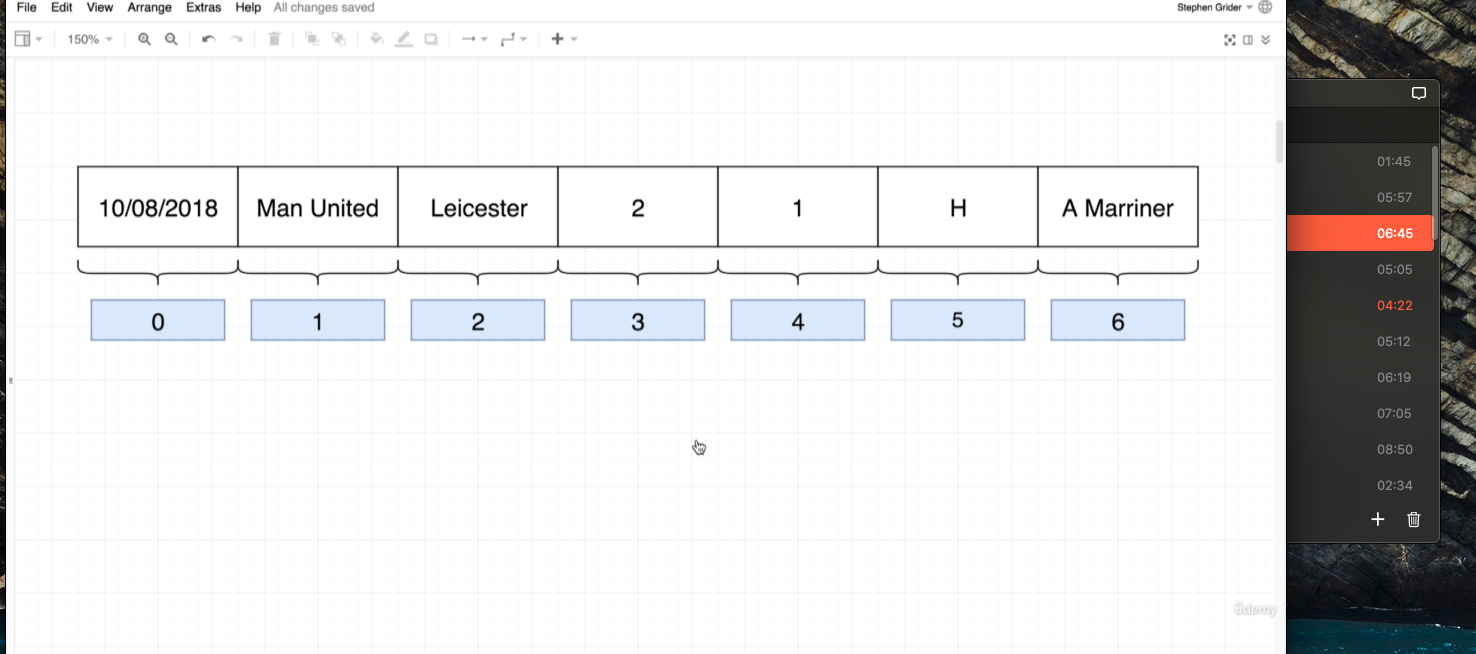 File Edit View Arrange Extras Help All changes saved
Stephen Grider
150%
10/08/2018 Man United Leicester 2 1 H A Marriner
0 1 2 3 4 5 6
01:45
05:57
06:45
05:05
04:22
05:12
06:19
07:05
08:50
02:34
ûdemy